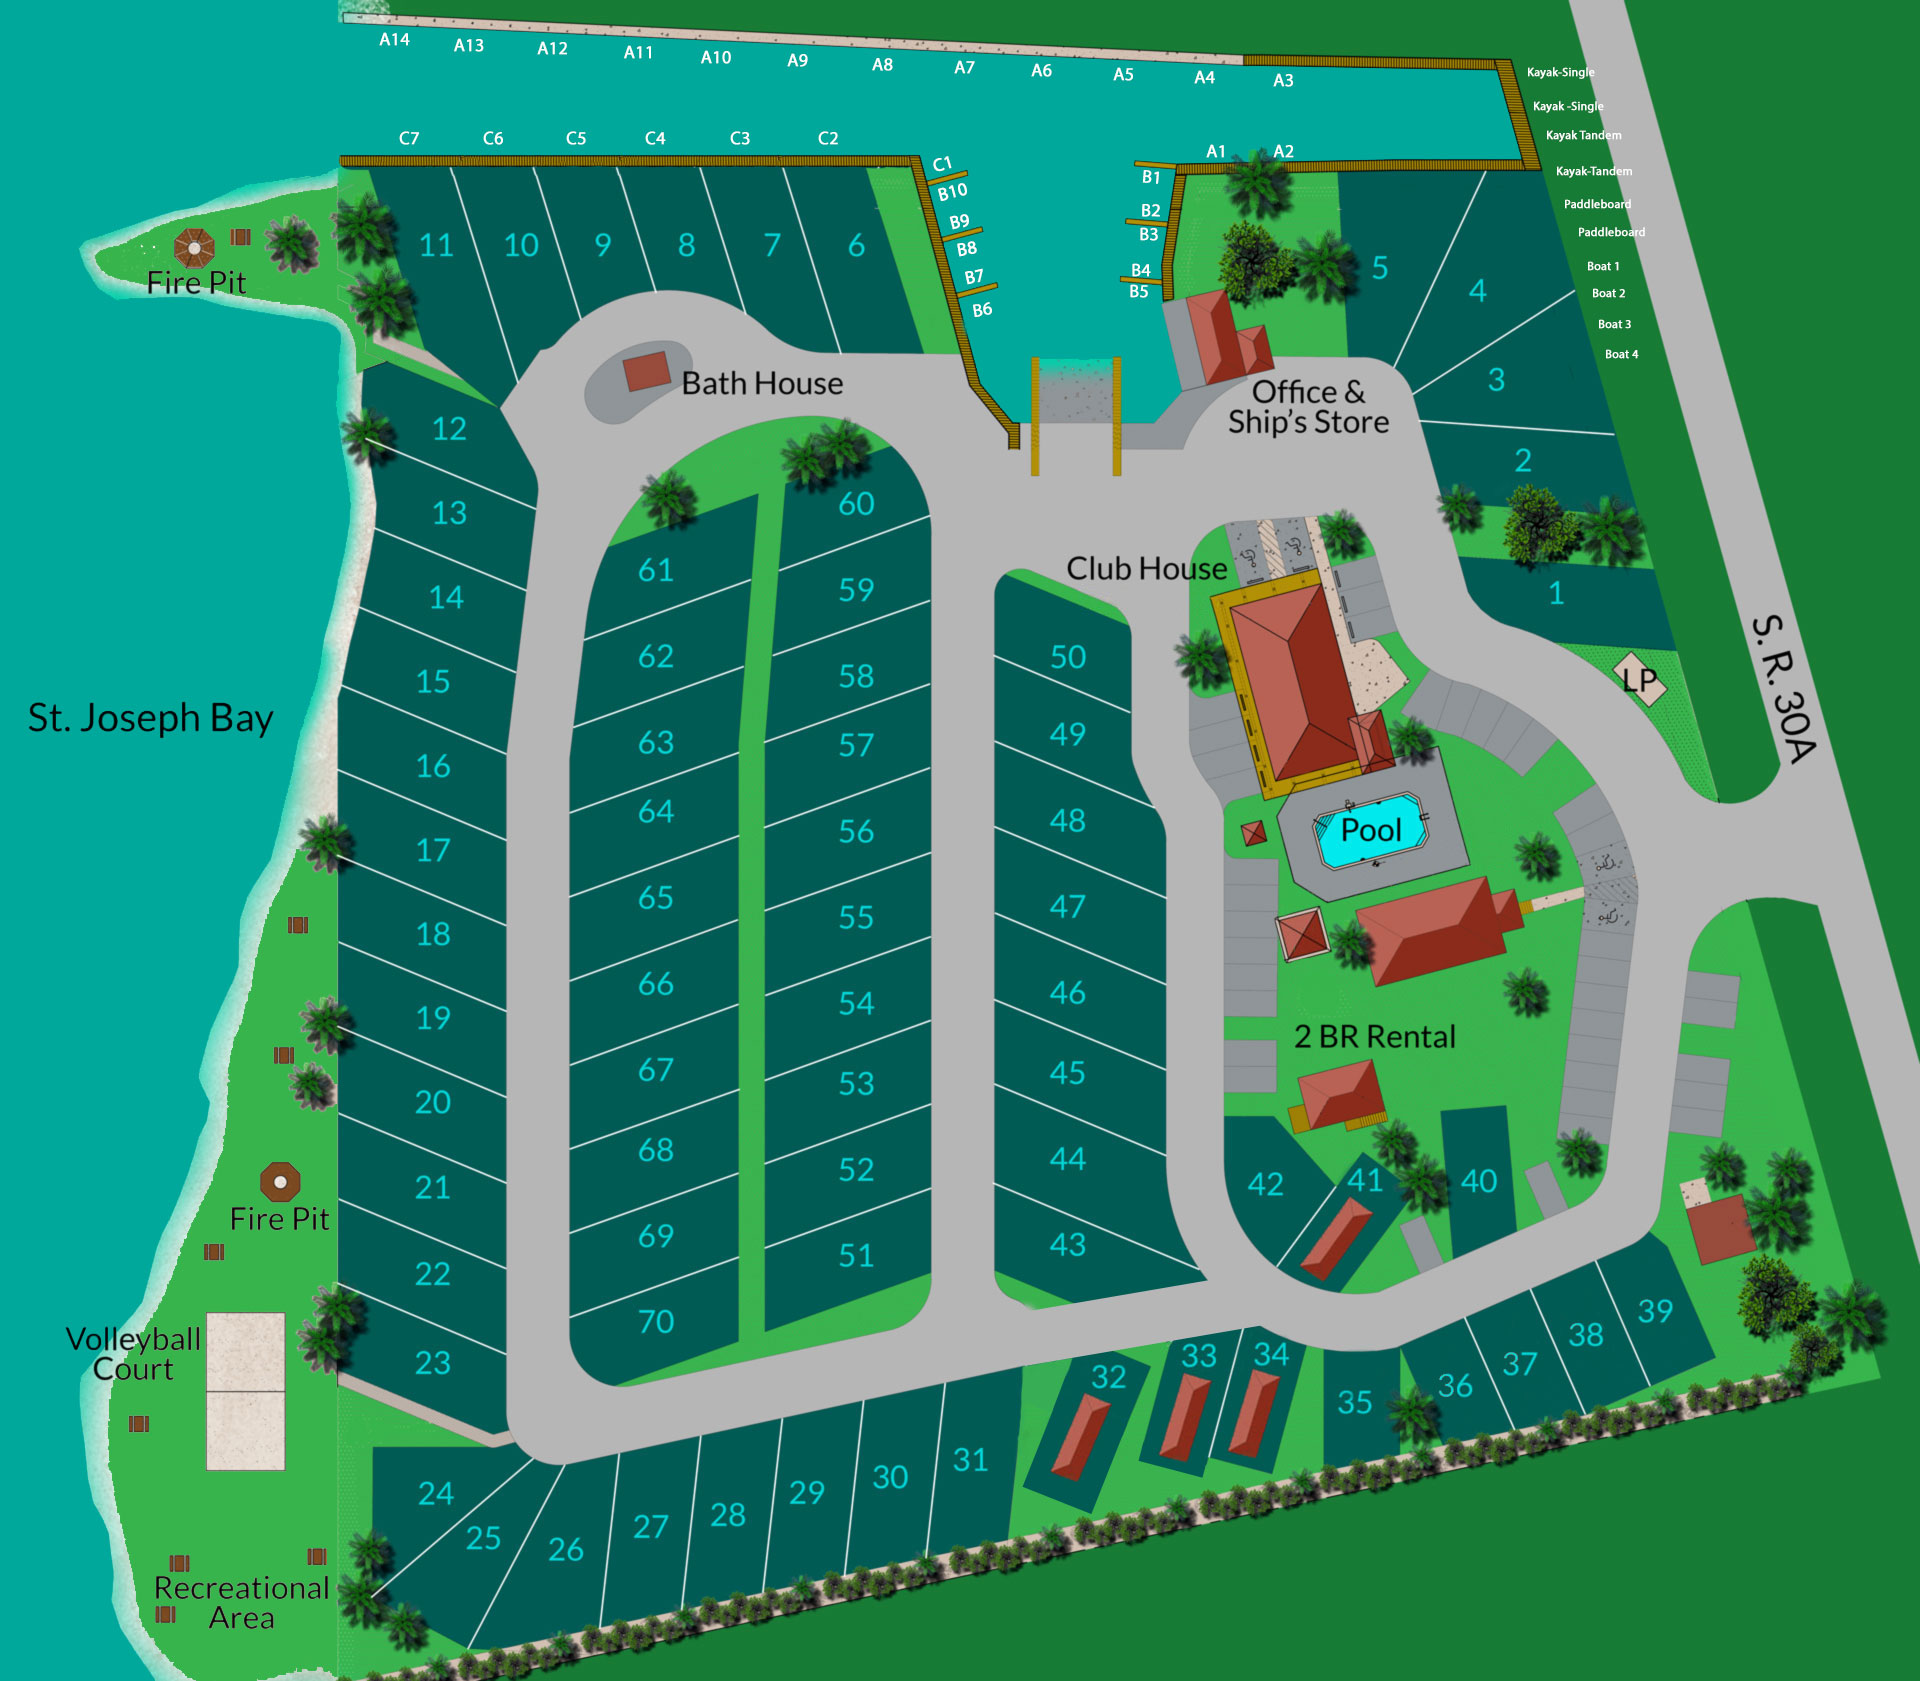 A14
A13
A12
A11
A10
A9
A8
A7
A6
A5
A4
A3
Kayak-Single
Kayak -Single
Kayak Tandem
Kayak-Tandem
Paddleboard
Paddleboard
Boat 1
Boat 2
Boat 3
Boat 4
C7
C6
C5
C4
C3
C2
C1
A1
A2
B10
B9
B8
B7
B6
B1
B2
B3
B4
B5
Fire Pit
11
10
9
8
7
6
5
4
3
2
1
Bath House
Office &
Ship's Store
12
13
14
15
16
17
18
19
20
21
22
23
61
62
63
64
65
66
67
68
69
70
60
59
58
57
56
55
54
53
52
51
50
49
48
47
46
45
44
43
Club House
LP
S. R. 30A
St. Joseph Bay
Pool
2 BR Rental
42
41
40
Fire Pit
Volleyball
Court
Recreational
Area
24
25
26
27
28
29
30
31
32
33
34
35
36
37
38
39